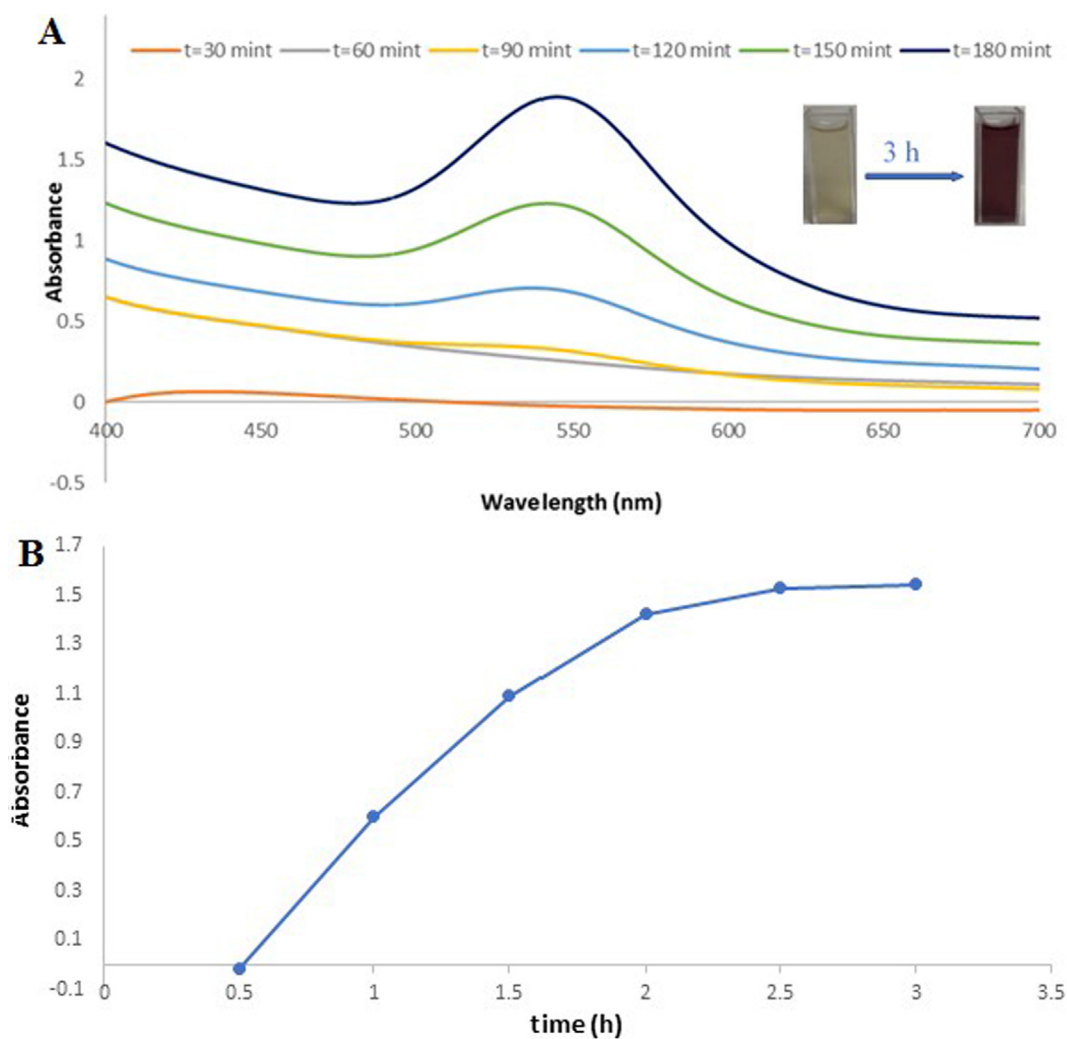 A
t=30 mint t=60 mint t=90 mint t=120 mint t=150 mint t=180 mint
2
1.5
1
0.5
0
-0.5
Absorbance
3 h
400 450 500 550 600 650 700
Wavelength (nm)
B
1.7
1.5
1.3
1.1
0.9
0.7
0.5
0.3
0.1
-0.1
Absorbance
0 0.5 1 1.5 2 2.5 3 3.5
time (h)